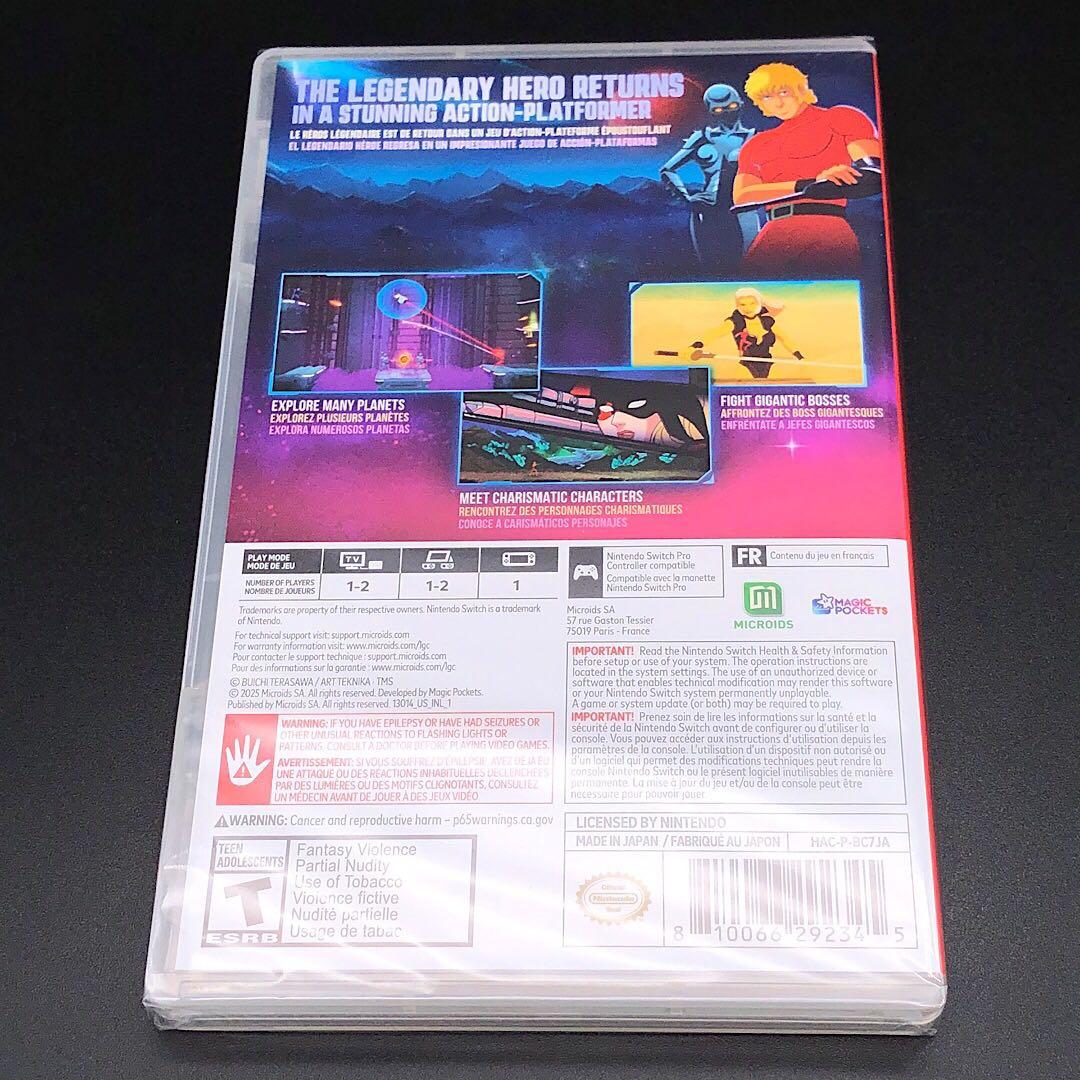 THE LEGENDARY HERO RETURNS
IN A STUNNING ACTION-PLATFORMER
LE HÉROS LÉGENDAIRE EST DE RETOUR DANS UN JEU D'ACTION-PLATEFORME ÉPOUSTOUFLANT
EL LEGENDARIO HÉROE REGRESA EN UN IMPRESIONANTE JUEGO DE ACCIÓN-PLATAFORMAS
EXPLORE MANY PLANETS
EXPLOREZ PLUSIEURS PLANÈTES
EXPLORA NUMEROSOS PLANETAS
FIGHT GIGANTIC BOSSES
AFFRONTEZ DES BOSS GIGANTESQUES
ENFRÉNTATE A JEFES GIGANTESCOS
MEET CHARISMATIC CHARACTERS
RENCONTREZ DES PERSONNAGES CHARISMATIQUES
CONOCE A CARISMÁTICOS PERSONAJES
PLAY MODE
MODE DE JEU
TV
NUMBER OF PLAYERS
NOMBRE DE JOUEURS
1-2
1-2
1
Nintendo Switch Pro
Controller compatible
Compatible avec la manette
Nintendo Switch Pro
FR Contenu du jeu en français
Trademarks are property of their respective owners. Nintendo Switch is a trademark
of Nintendo.
For technical support visit: support.microids.com
For warranty information visit: www.microids.com/lgc
Pour contacter le support technique : support.microids.com
Pour des informations sur la garantie : www.microids.com/lgc
© BUICHI TERASAWA / ART TEKNIKA · TMS
© 2025 Microids SA. All rights reserved. Developed by Magic Pockets.
Published by Microids SA. All rights reserved. 13014_US_INL_1
Microids SA
57 rue Gaston Tessier
75019 Paris - France
MICROIDS
MAGIC
POCKETS
IMPORTANT! Read the Nintendo Switch Health & Safety Information
before setup or use of your system. The operation instructions are
located in the system settings. The use of an unauthorized device or
software that enables technical modification may render this software
or your Nintendo Switch system permanently unplayable.
A game or system update (or both) may be required to play.
IMPORTANT! Prenez soin de lire les informations sur la santé et la
sécurité de la Nintendo Switch avant de configurer ou d'utiliser la
console. Vous pouvez accéder aux instructions d'utilisation depuis les
paramètres de la console. L'utilisation d'un dispositif non autorisé ou
d'un logiciel qui permet des modifications techniques peut rendre la
console Nintendo Switch ou le présent logiciel inutilisables de manière
permanente. La mise à jour du jeu et/ou de la console peut être
nécessaire pour pouvoir jouer.
WARNING: IF YOU HAVE EPILEPSY OR HAVE HAD SEIZURES OR
OTHER UNUSUAL REACTIONS TO FLASHING LIGHTS OR
PATTERNS, CONSULT A DOCTOR BEFORE PLAYING VIDEO GAMES.
AVERTISSEMENT: SI VOUS SOUFFREZ D'ÉPILEPSIE, AVEZ DÉJÀ EU
UNE ATTAQUE OU DES RÉACTIONS INHABITUELLES DÉCLENCHÉES
PAR DES LUMIÈRES OU DES MOTIFS CLIGNOTANTS, CONSULTEZ
UN MÉDECIN AVANT DE JOUER À DES JEUX VIDÉO
WARNING: Cancer and reproductive harm – p65warnings.ca.gov
TEEN
ADOLESCENTS
T
ESRB
Fantasy Violence
Partial Nudity
Use of Tobacco
Violence fictive
Nudité partielle
Usage de tabac
LICENSED BY NINTENDO
MADE IN JAPAN / FABRIQUÉ AU JAPON
HAC-P-BC7JA
Official
Nintendo
Seal
8 10066 29234 5